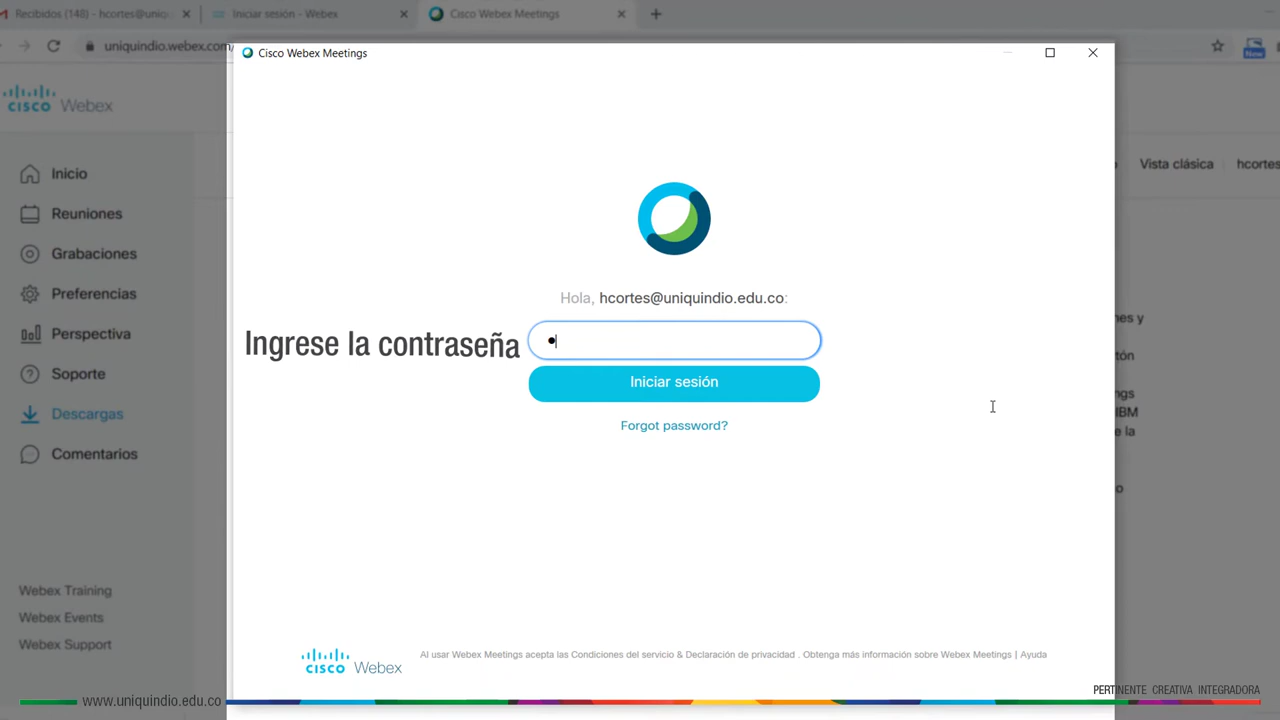 Recibidos (148) - hcortes@uniqu
Iniciar sesión - Webex
Cisco Webex Meetings
uniquindio.webex.com/
New
Cisco Webex Meetings
CISCO Webex
Vista clásica
hcortes
Inicio
Reuniones
Grabaciones
Preferencias
Perspectiva
Soporte
Descargas
Comentarios
Hola, hcortes@uniquindio.edu.co:
Ingrese la contraseña
Iniciar sesión
Forgot password?
IBM
Webex Training
Webex Events
Webex Support
CISCO Webex
Al usar Webex Meetings acepta las Condiciones del servicio & Declaración de privacidad . Obtenga más información sobre Webex Meetings | Ayuda
PERTINENTE CREATIVA INTEGRADORA
www.uniquindio.edu.co